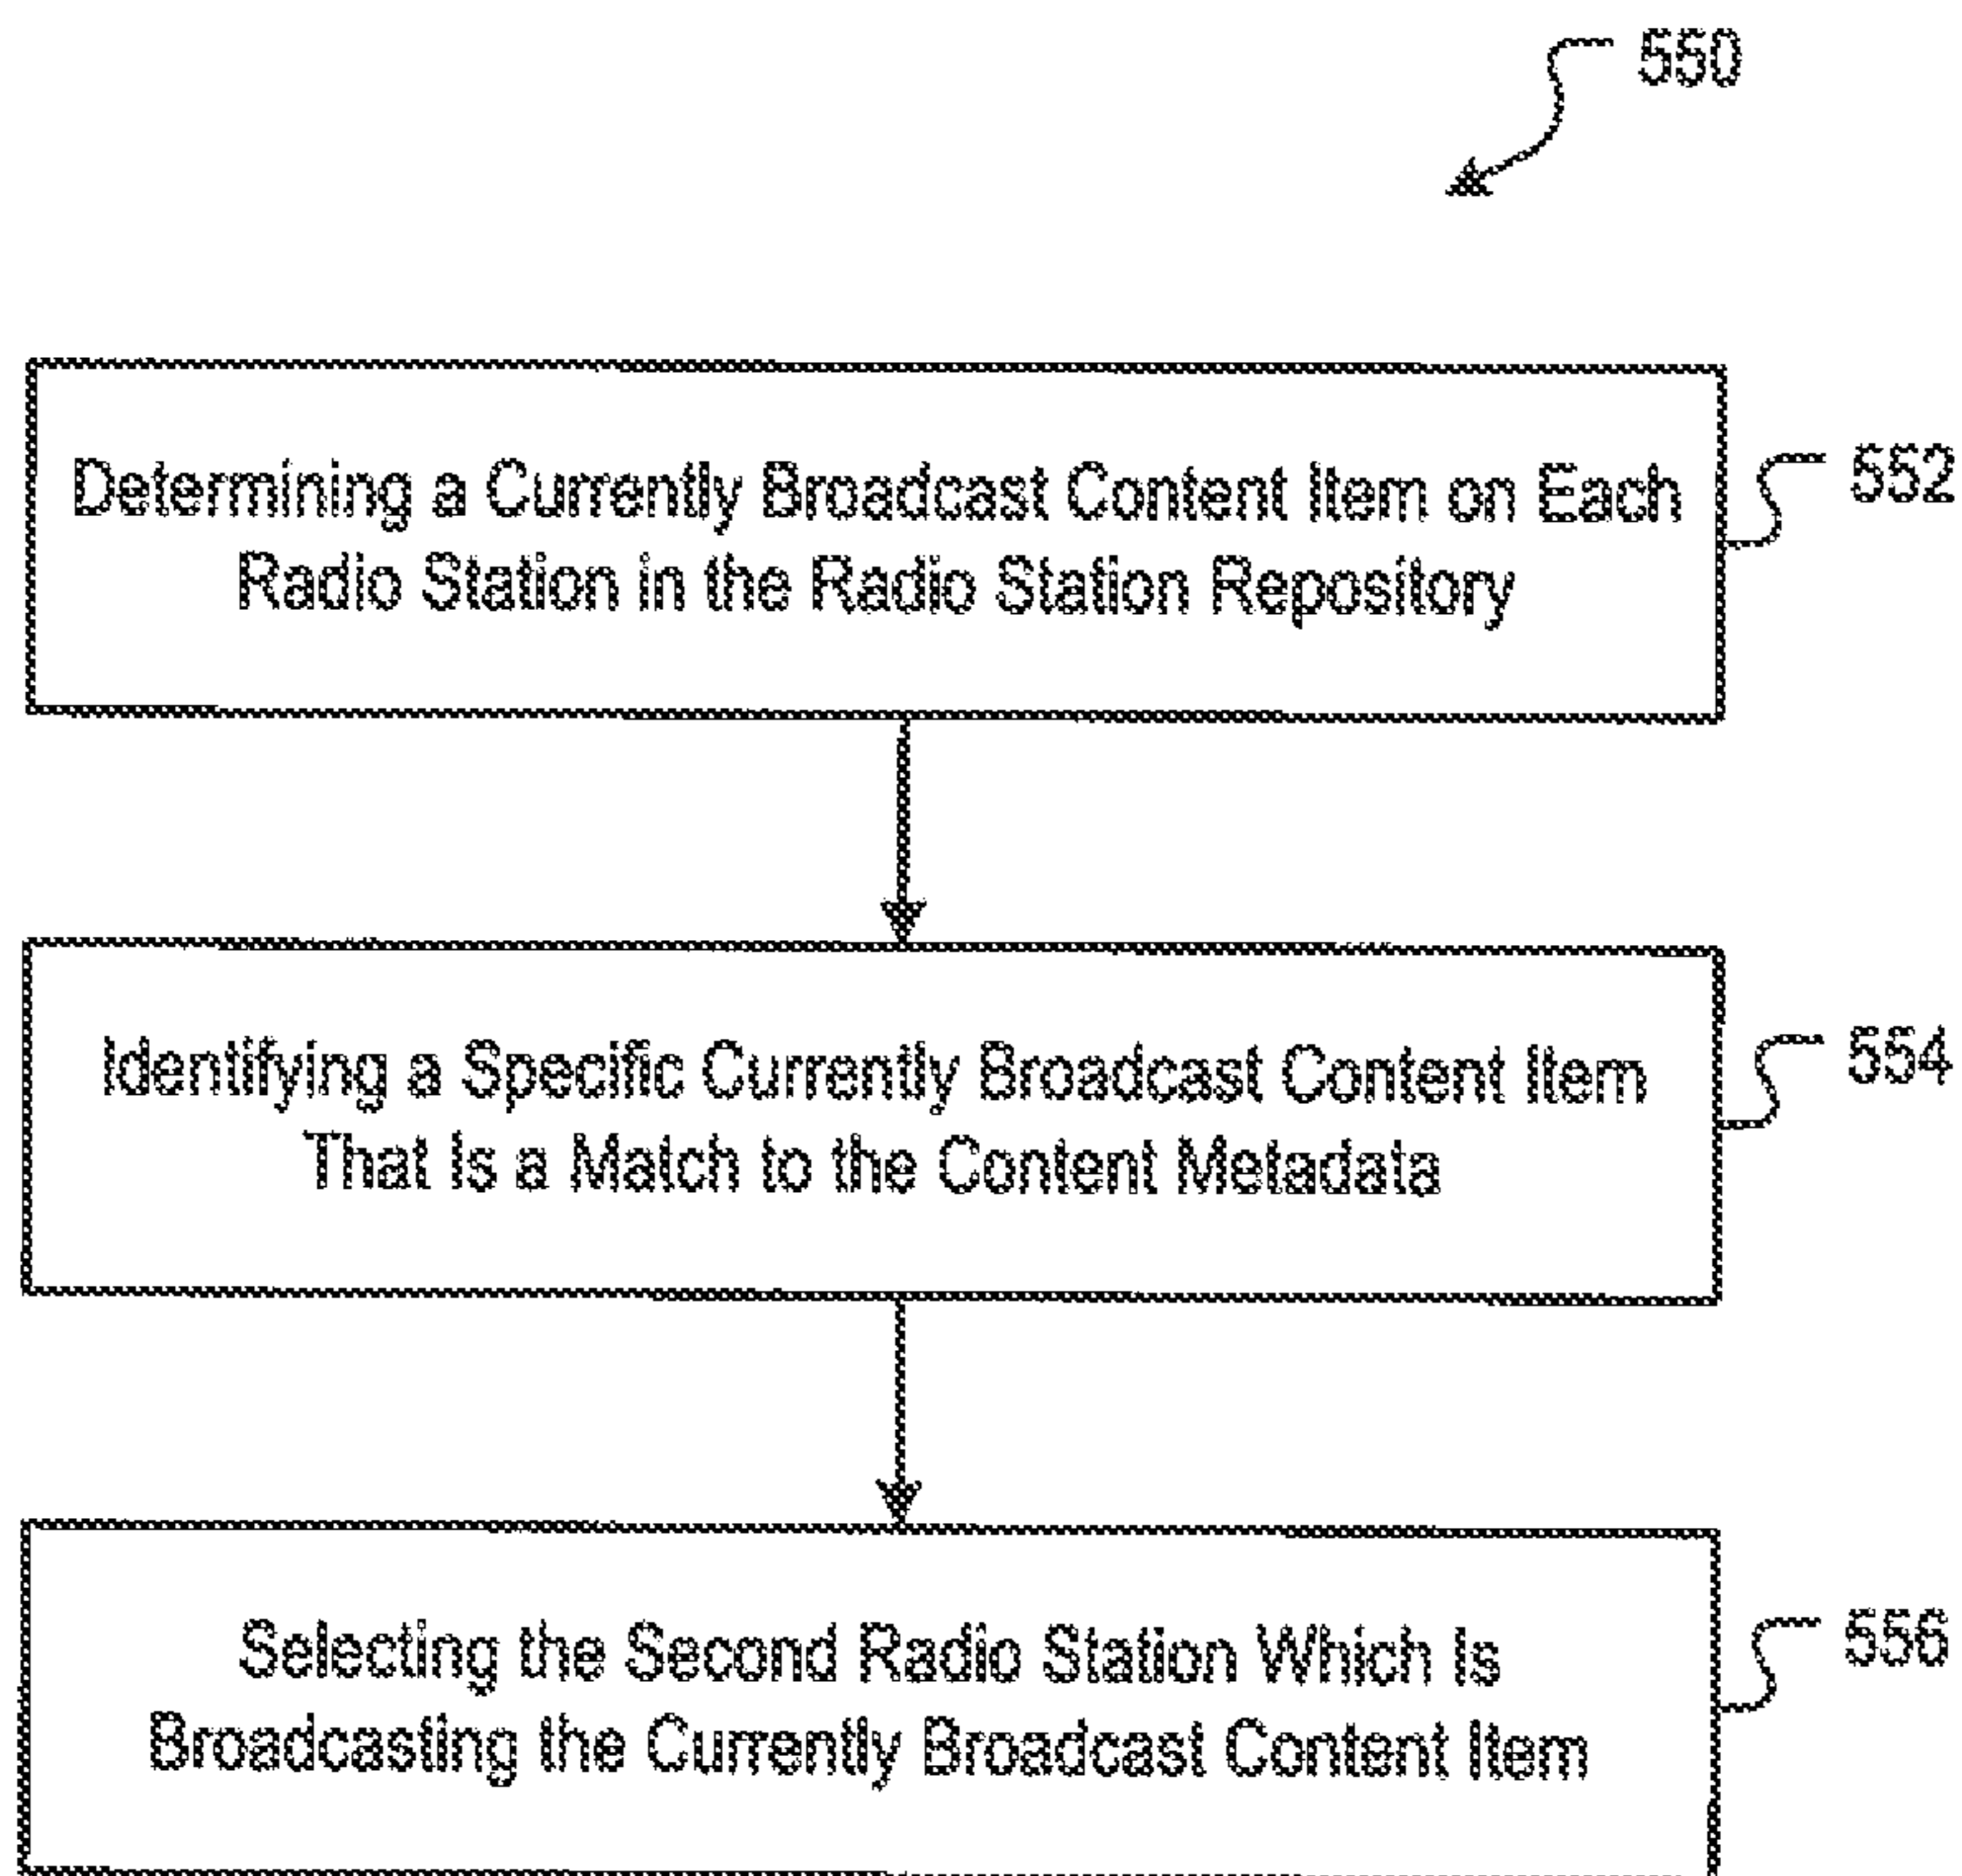 550
Determining a Currently Broadcast Content Item on Each
Radio Station in the Radio Station Repository
552
Identifying a Specific Currently Broadcast Content Item
That Is a Match to the Content Metadata
554
Selecting the Second Radio Station Which Is
Broadcasting the Currently Broadcast Content Item
556